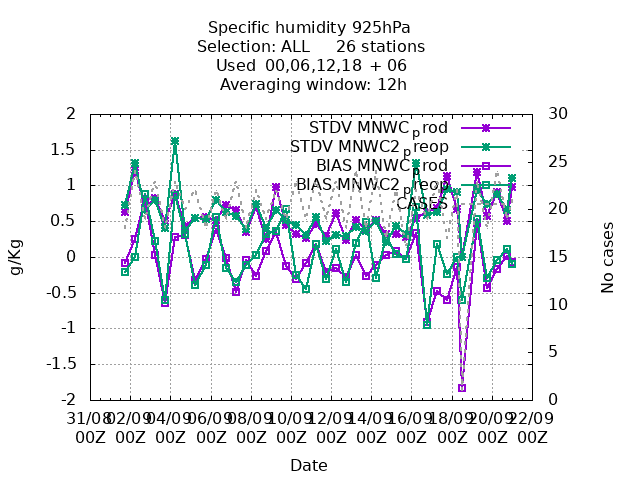 Specific humidity 925hPa
Selection: ALL 26 stations
Used 00,06,12,18 + 06
Averaging window: 12h
2 30
STDV MNWCprod
1.5 STDV MNWC2preop 25
BIAS MNWCprod
1 BIAS MNWC2preop 20
CASES
0.5
0 15
-0.5
10
-1
-1.5 5
-2 0
31/08 02/09 04/09 06/09 08/09 10/09 12/09 14/09 16/09 18/09 20/09 22/09
00Z 00Z 00Z 00Z 00Z 00Z 00Z 00Z 00Z 00Z 00Z 00Z
Date
g/Kg
No cases